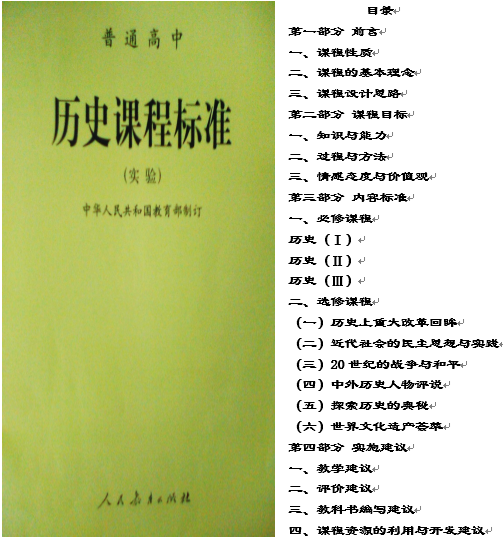 普通高中
历史课程标准
(实验)
中华人民共和国教育部制订
人民教育出版社
目录
第一部分 前言
一、课程性质
二、课程的基本理念
三、课程设计思路
第二部分 课程目标
一、知识与能力
二、过程与方法
三、情感态度与价值观
第三部分 内容标准
一、必修课程
历史（Ⅰ）
历史（Ⅱ）
历史（Ⅲ）
二、选修课程
（一）历史上重大改革回眸
（二）近代社会的民主思想与实践
（三）20世纪的战争与和平
（四）中外历史人物评说
（五）探索历史的奥秘
（六）世界文化遗产荟萃
第四部分 实施建议
一、教学建议
二、评价建议
三、教科书编写建议
四、课程资源的利用与开发建议